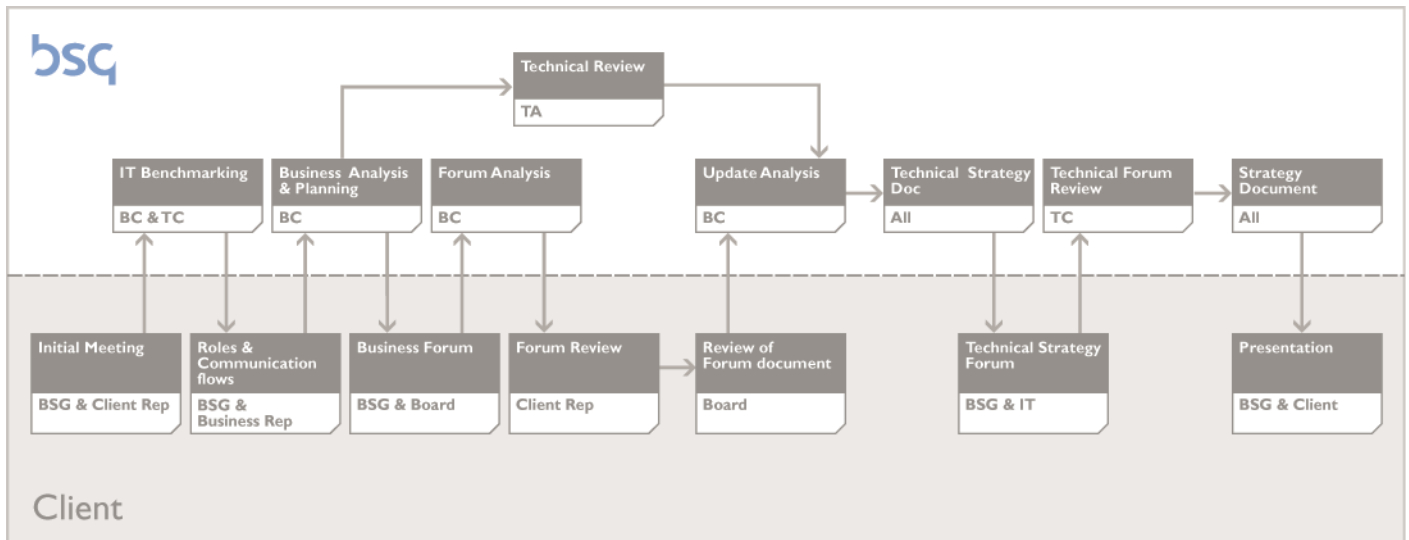 bsg
Technical Review
TA
IT Benchmarking
BC & TC
Business Analysis
& Planning
BC
Forum Analysis
BC
Update Analysis
BC
Technical Strategy
Doc
All
Technical Forum
Review
TC
Strategy
Document
All
Initial Meeting
BSG & Client Rep
Roles &
Communication
flows
BSG &
Business Rep
Business Forum
BSG & Board
Forum Review
Client Rep
Review of
Forum document
Board
Technical Strategy
Forum
BSG & IT
Presentation
BSG & Client
Client